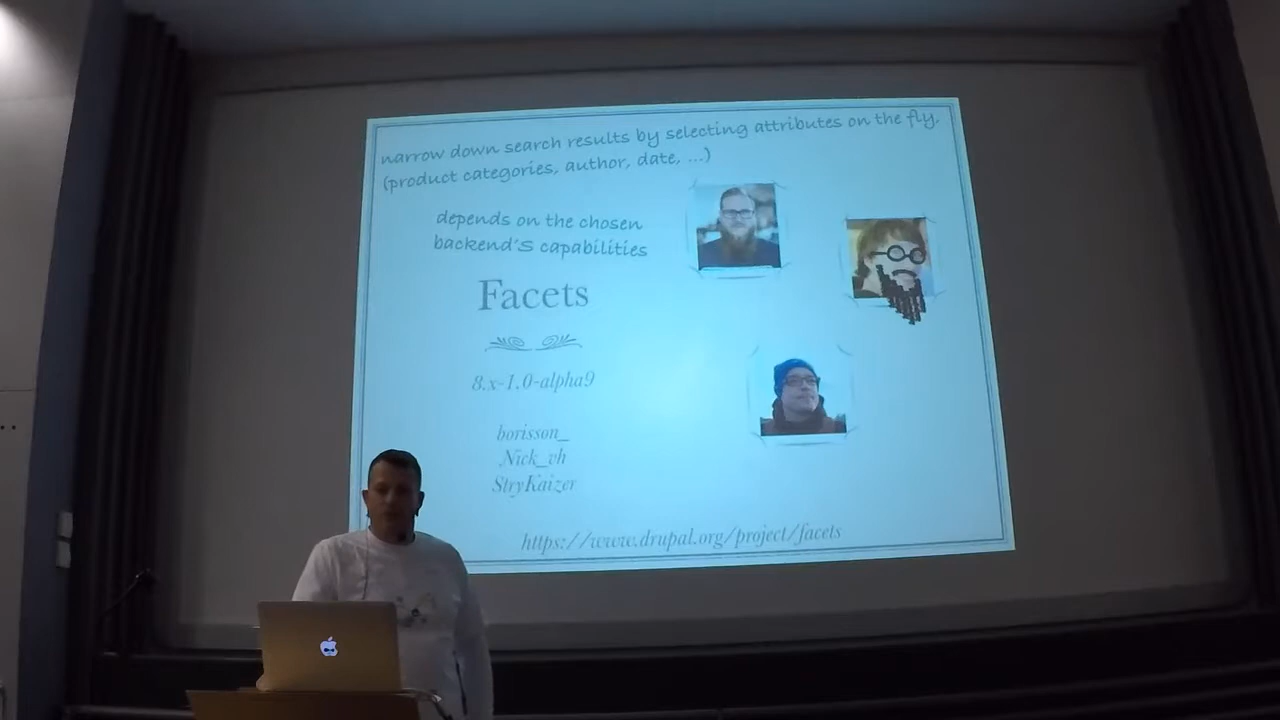 narrow down search results by selecting attributes on the fly.
(product categories, author, date, ...)
depends on the chosen
backend's capabilities
Facets
8.x-1.0-alpha9
borisson_
Nick_vh
StryKaizer
https://www.drupal.org/project/facets